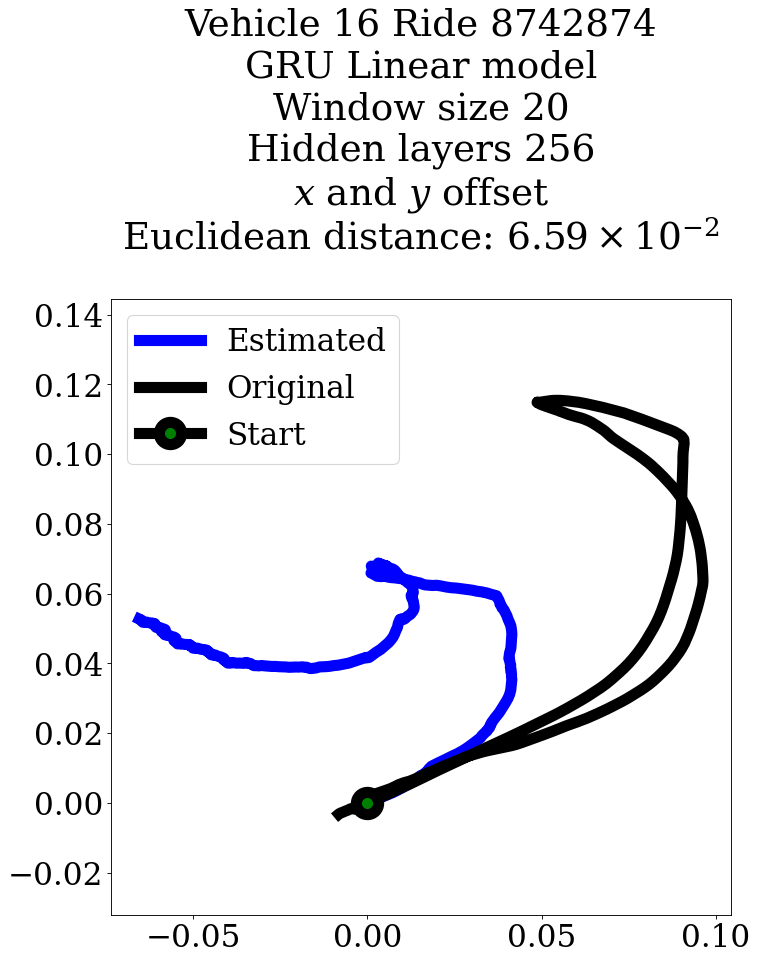 Vehicle 16 Ride 8742874
GRU Linear model
Window size 20
Hidden layers 256
x and y offset
Euclidean distance: 6.59 × 10⁻²
Estimated
Original
Start
0.14
0.12
0.10
0.08
0.06
0.04
0.02
0.00
−0.02
−0.05
0.00
0.05
0.10